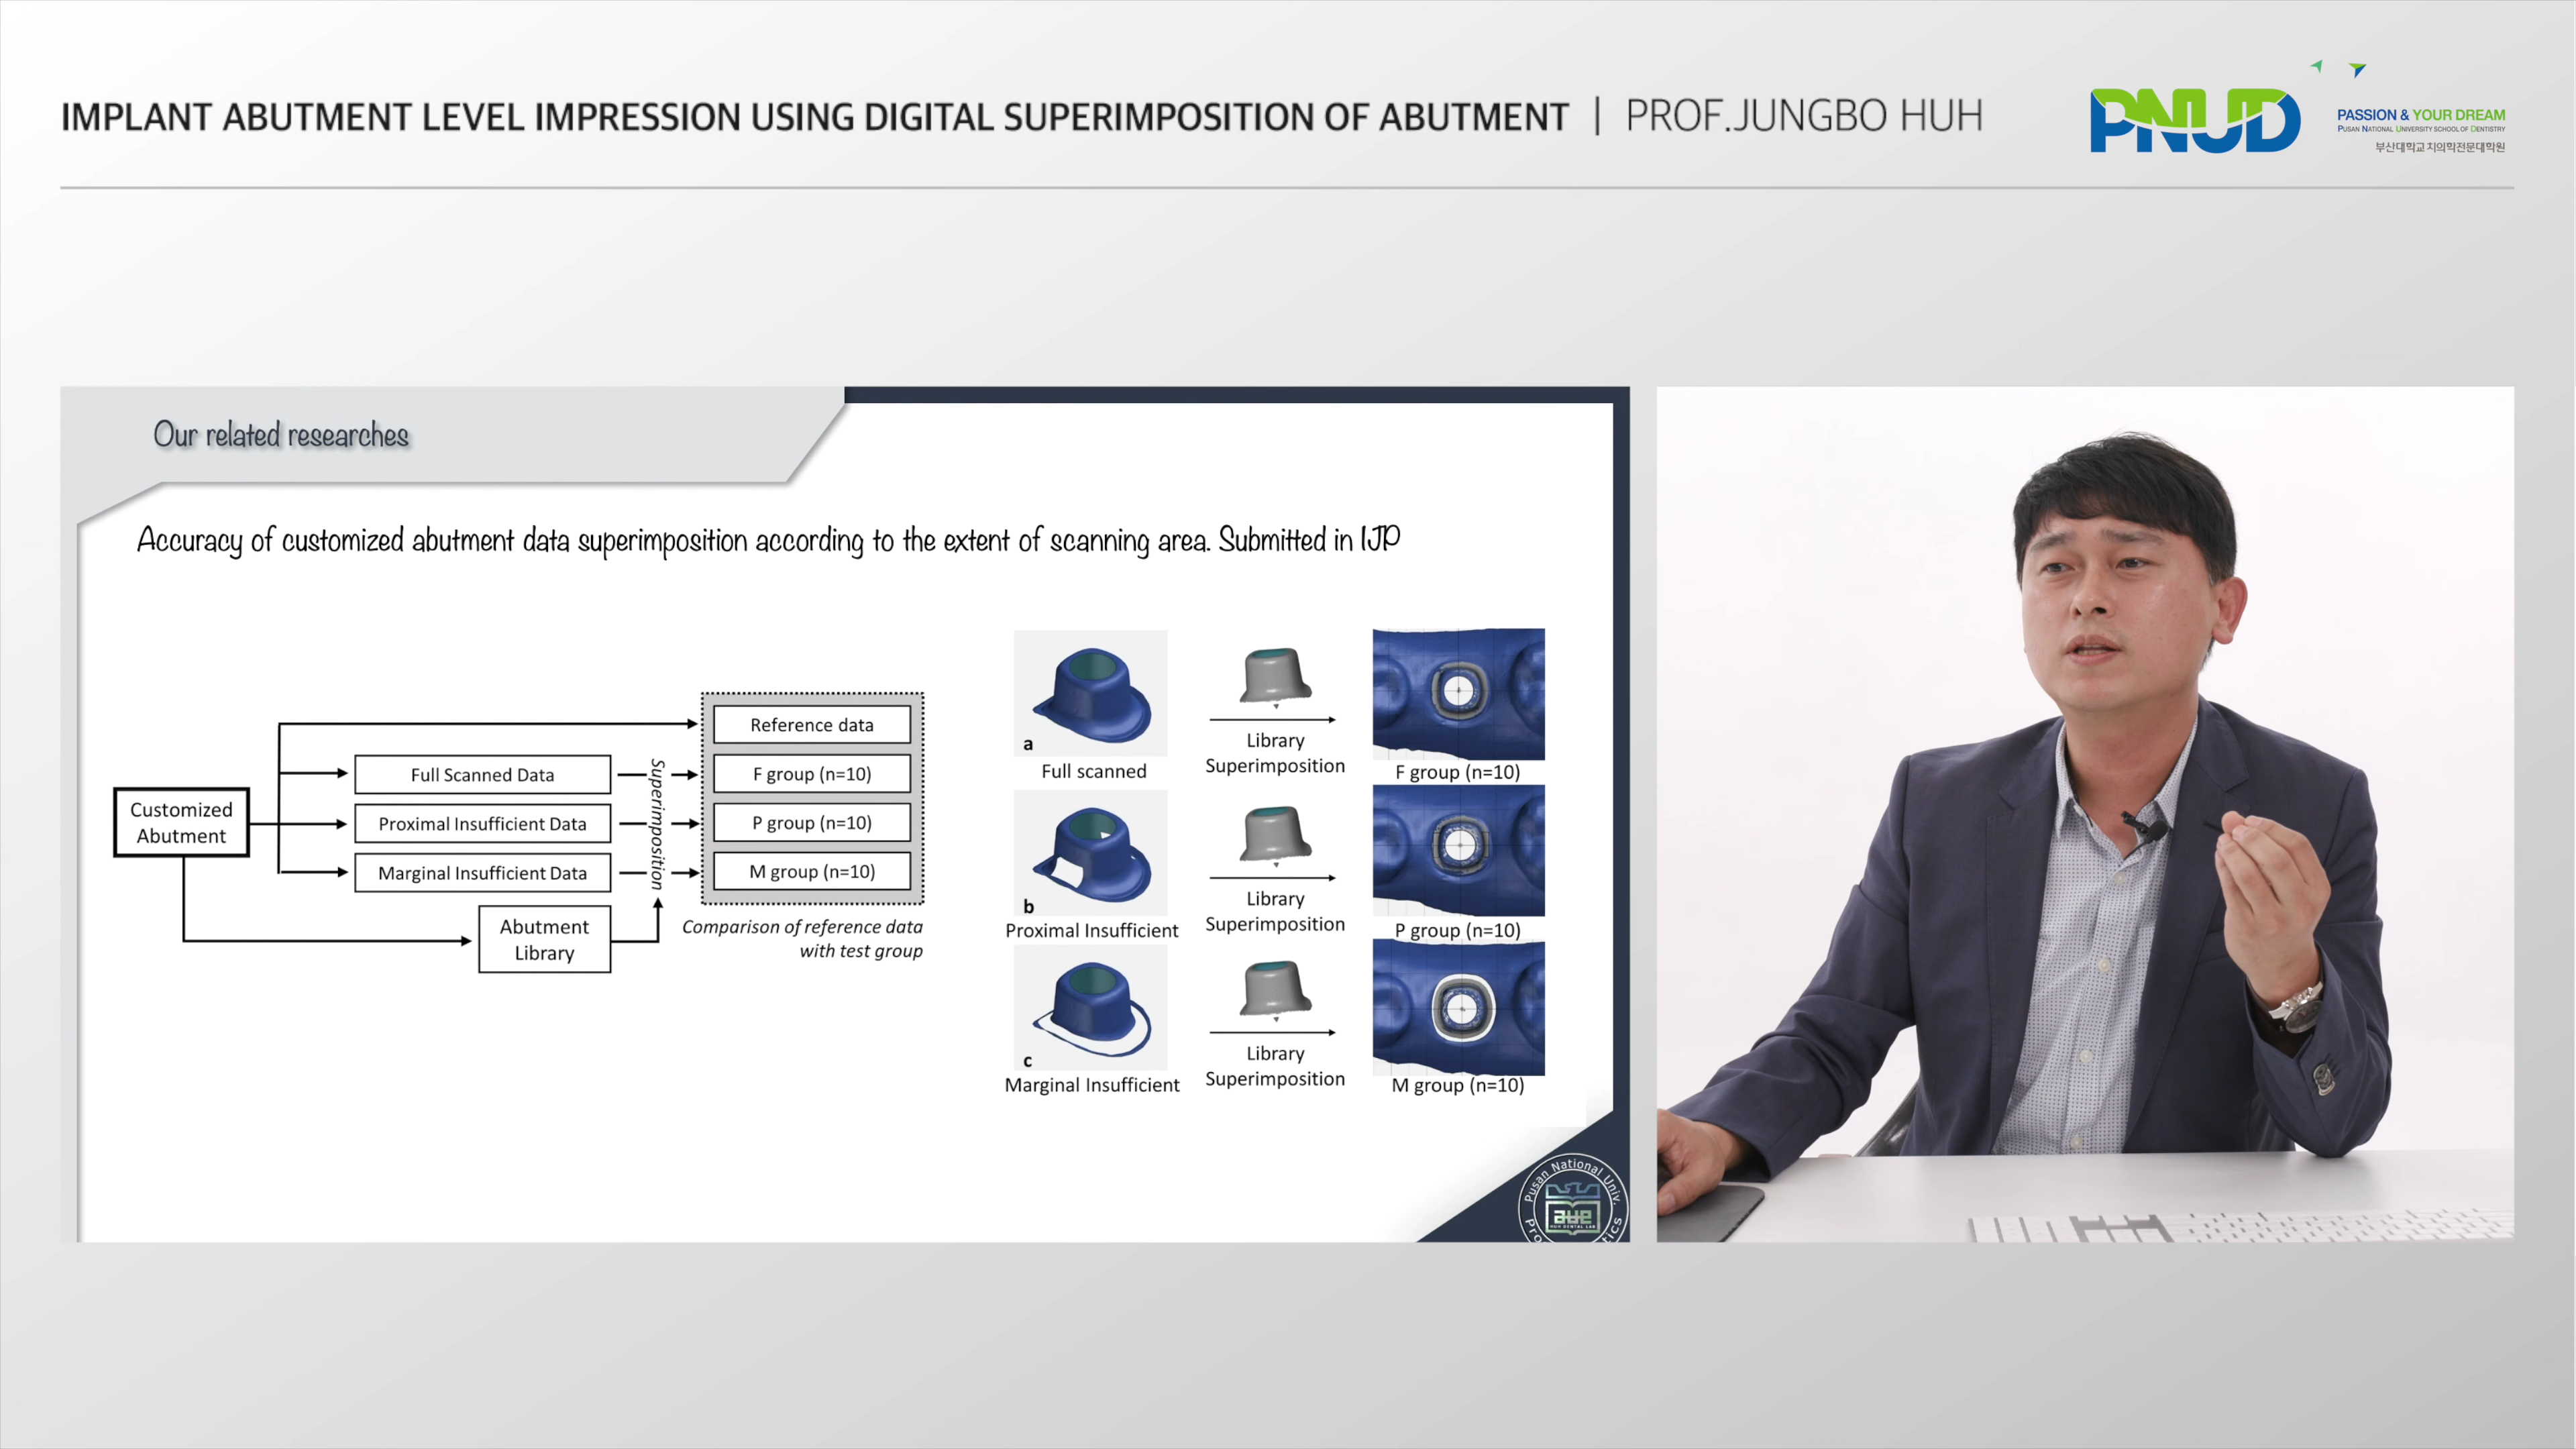 IMPLANT ABUTMENT LEVEL IMPRESSION USING DIGITAL SUPERIMPOSITION OF ABUTMENT | PROF.JUNGBO HUH
PNUD
PASSION & YOUR DREAM
PUSAN NATIONAL UNIVERSITY SCHOOL OF DENTISTRY
부산대학교 치의학전문대학원
Our related researches
Accuracy of customized abutment data superimposition according to the extent of scanning area. Submitted in IJP
Customized
Abutment
Full Scanned Data
Proximal Insufficient Data
Marginal Insufficient Data
Abutment
Library
Superimposition
Reference data
F group (n=10)
P group (n=10)
M group (n=10)
Comparison of reference data
with test group
a
Full scanned
Library
Superimposition
F group (n=10)
b
Proximal Insufficient
Library
Superimposition
P group (n=10)
c
Marginal Insufficient
Library
Superimposition
M group (n=10)
Pusan National Univ.
HUH DENTAL LAB